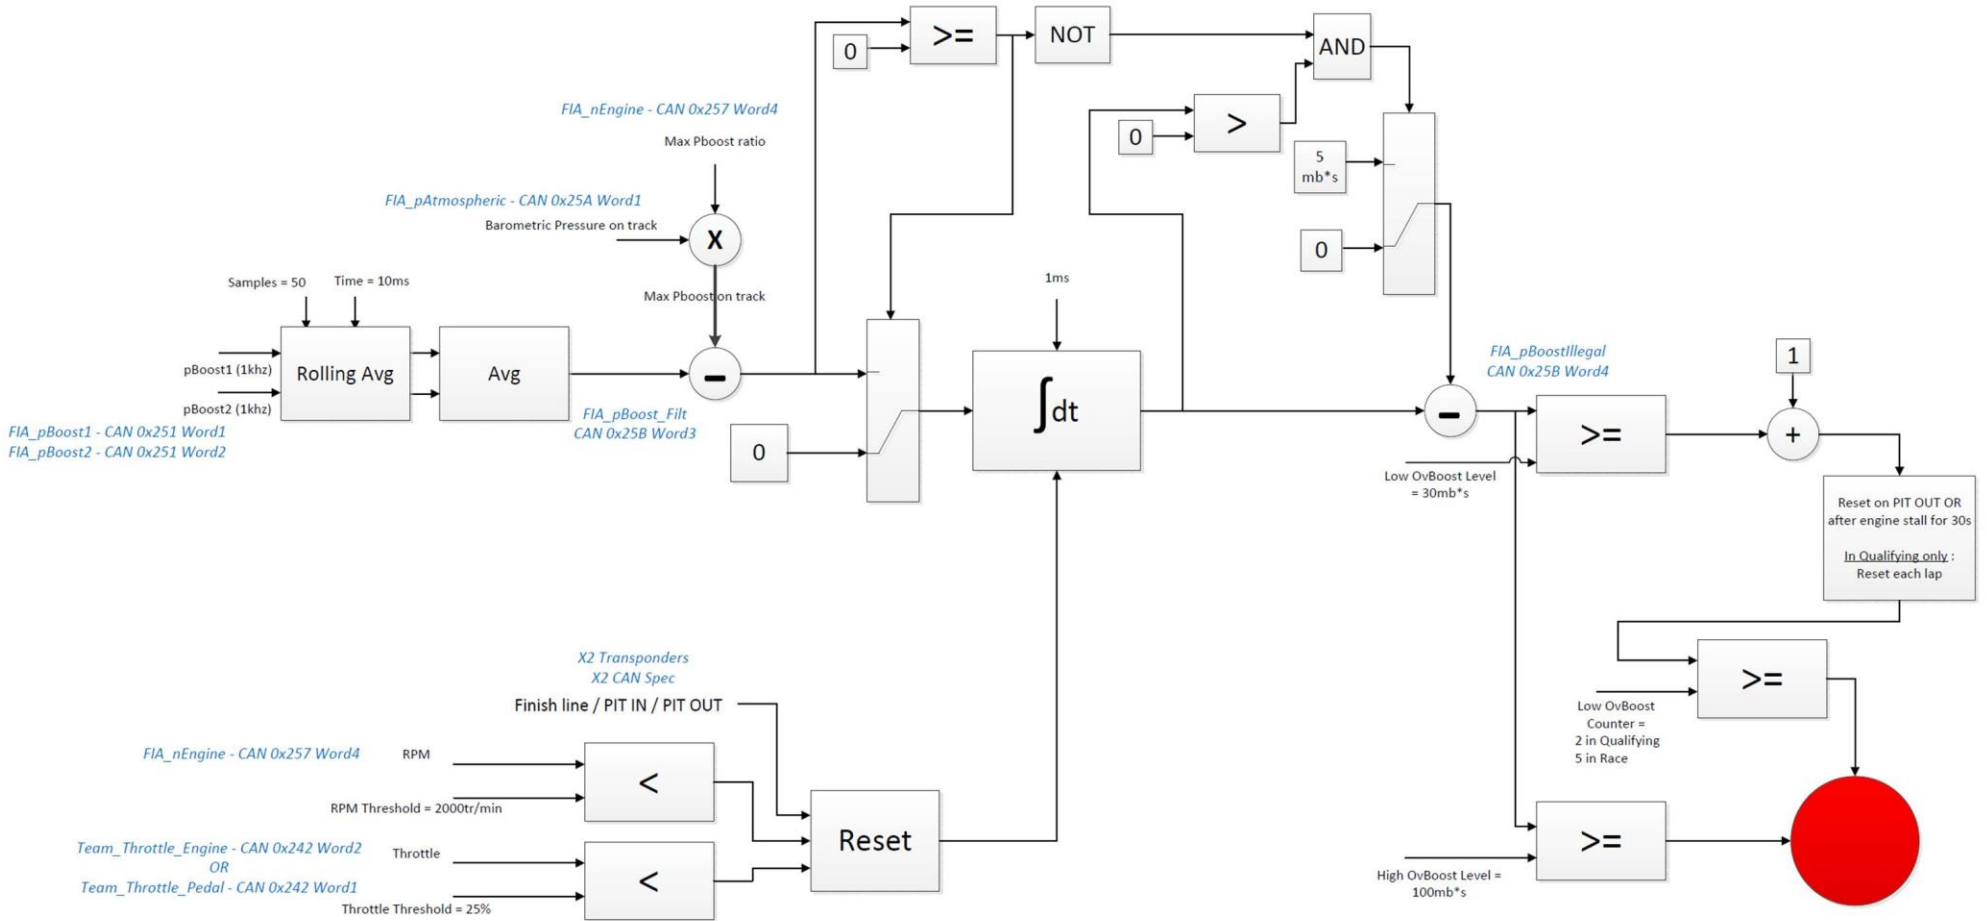 >=
NOT
AND
0
FIA_nEngine - CAN 0x257 Word4
Max Pboost ratio
>
0
5
mb*s
FIA_pAtmospheric - CAN 0x25A Word1
Barometric Pressure on track
X
0
Samples = 50
Time = 10ms
Max Pboost on track
1ms
pBoost1 (1khz)
pBoost2 (1khz)
Rolling Avg
Avg
-
FIA_pBoost_Filt
CAN 0x25B Word3
FIA_pBoost1 - CAN 0x251 Word1
FIA_pBoost2 - CAN 0x251 Word2
0
∫dt
-
FIA_pBoostIllegal
CAN 0x25B Word4
>=
Low OvBoost Level
= 30mb*s
1
+
Reset on PIT OUT OR
after engine stall for 30s
In Qualifying only :
Reset each lap
>=
Low OvBoost
Counter =
2 in Qualifying
5 in Race
X2 Transponders
X2 CAN Spec
Finish line / PIT IN / PIT OUT
FIA_nEngine - CAN 0x257 Word4
RPM
RPM Threshold = 2000tr/min
<
Team_Throttle_Engine - CAN 0x242 Word2
OR
Team_Throttle_Pedal - CAN 0x242 Word1
Throttle
Throttle Threshold = 25%
<
Reset
>=
High OvBoost Level =
100mb*s